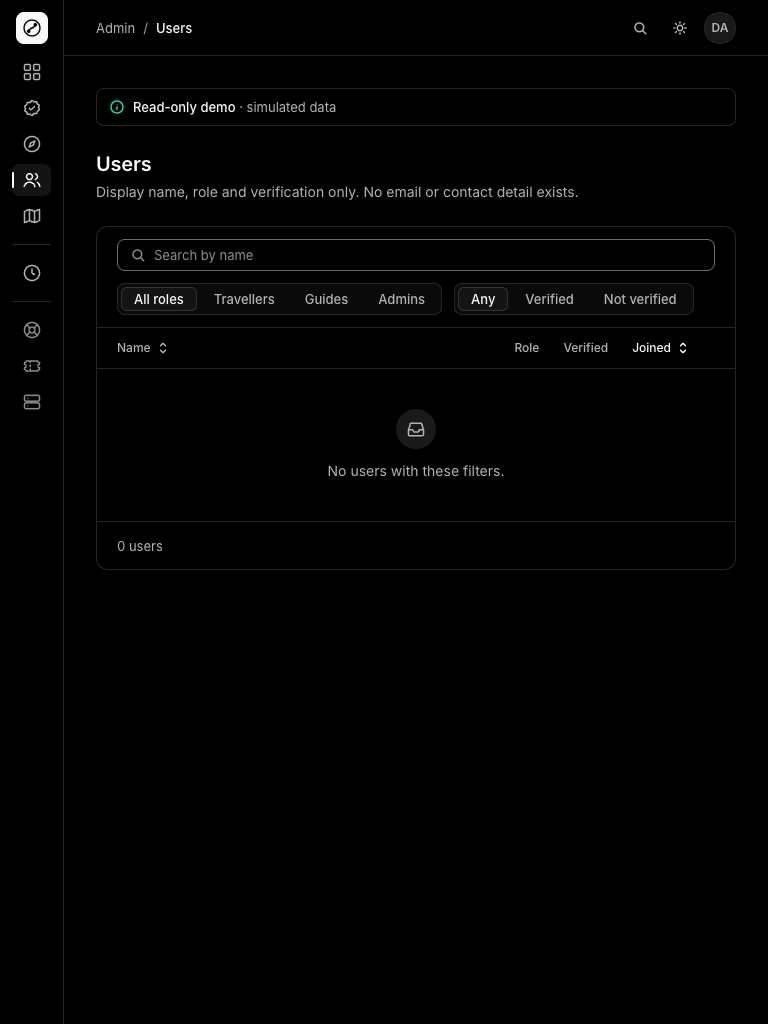 Admin / Users
DA
Read-only demo · simulated data
Users
Display name, role and verification only. No email or contact detail exists.
Search by name
All roles Travellers Guides Admins Any Verified Not verified
Name Role Verified Joined
No users with these filters.
0 users